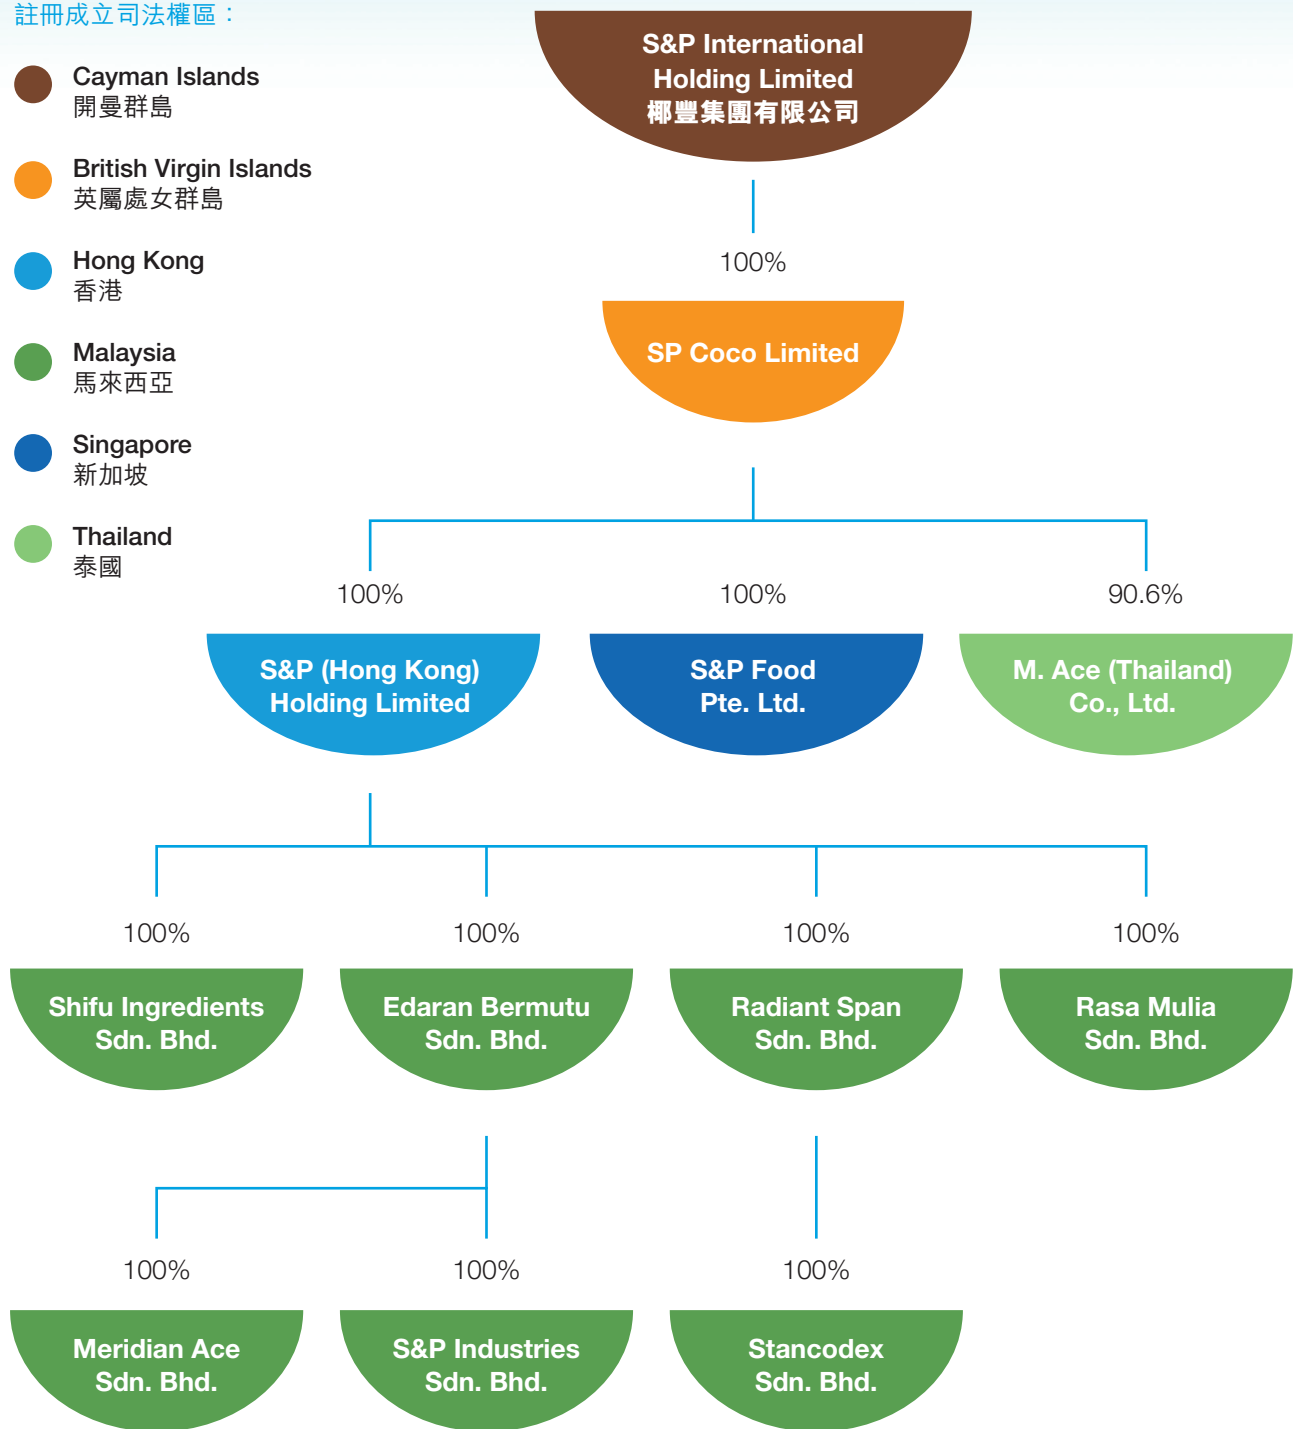 註冊成立司法權區：
Cayman Islands
開曼群島
British Virgin Islands
英屬處女群島
Hong Kong
香港
Malaysia
馬來西亞
Singapore
新加坡
Thailand
泰國
S&P International
Holding Limited
椰豐集團有限公司
100%
SP Coco Limited
100%
100%
90.6%
S&P (Hong Kong)
Holding Limited
S&P Food
Pte. Ltd.
M. Ace (Thailand)
Co., Ltd.
100%
100%
100%
100%
Shifu Ingredients
Sdn. Bhd.
Edaran Bermutu
Sdn. Bhd.
Radiant Span
Sdn. Bhd.
Rasa Mulia
Sdn. Bhd.
100%
100%
100%
Meridian Ace
Sdn. Bhd.
S&P Industries
Sdn. Bhd.
Stancodex
Sdn. Bhd.